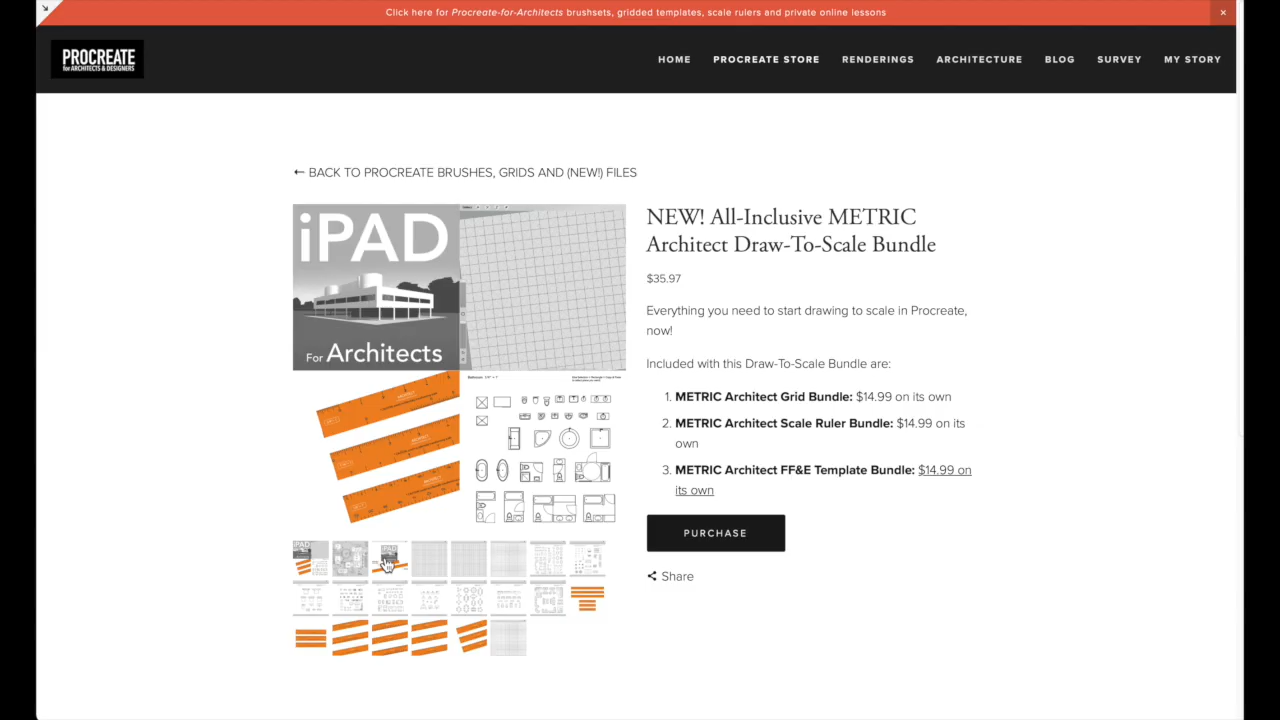 Click here for Procreate-for-Architects brushsets, gridded templates, scale rulers and private online lessons
×
PROCREATE
for ARCHITECTS & DESIGNERS
HOME PROCREATE STORE RENDERINGS ARCHITECTURE BLOG SURVEY MY STORY
← BACK TO PROCREATE BRUSHES, GRIDS AND (NEW!) FILES
iPAD
For Architects
NEW! All-Inclusive METRIC
Architect Draw-To-Scale Bundle
$35.97
Everything you need to start drawing to scale in Procreate,
now!
Included with this Draw-To-Scale Bundle are:
1. METRIC Architect Grid Bundle: $14.99 on its own
2. METRIC Architect Scale Ruler Bundle: $14.99 on its
own
3. METRIC Architect FF&E Template Bundle: $14.99 on
its own
PURCHASE
Share